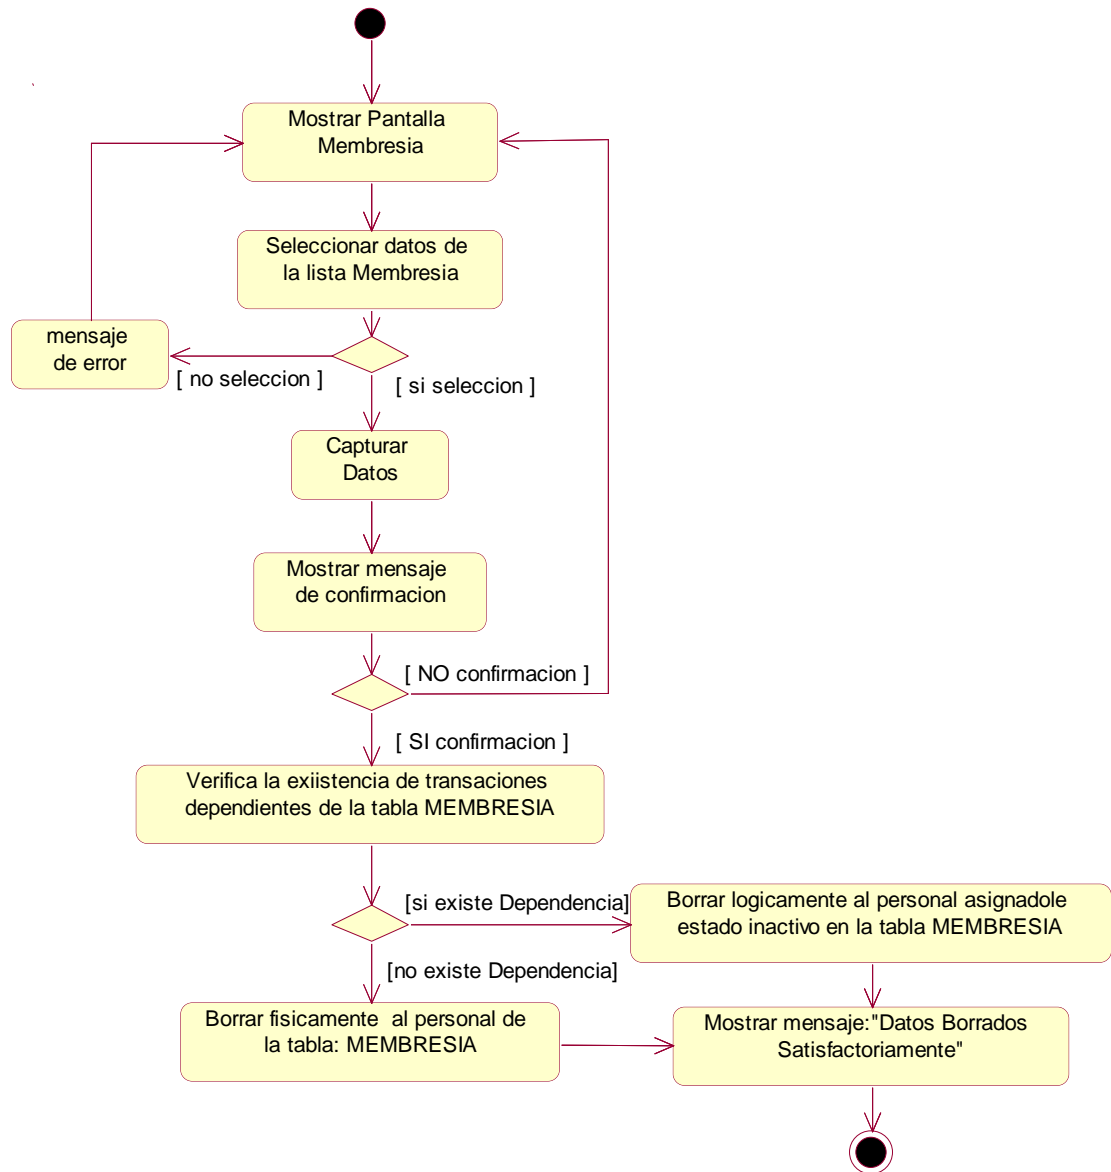 Mostrar Pantalla
Membresia
Seleccionar datos de
la lista Membresia
mensaje
de error
[ no seleccion ]
[ si seleccion ]
Capturar
Datos
Mostrar mensaje
de confirmacion
[ NO confirmacion ]
[ SI confirmacion ]
Verifica la exiistencia de transaciones
dependientes de la tabla MEMBRESIA
[si existe Dependencia]
Borrar logicamente al personal asignadole
estado inactivo en la tabla MEMBRESIA
[no existe Dependencia]
Borrar fisicamente al personal de
la tabla: MEMBRESIA
Mostrar mensaje:"Datos Borrados
Satisfactoriamente"